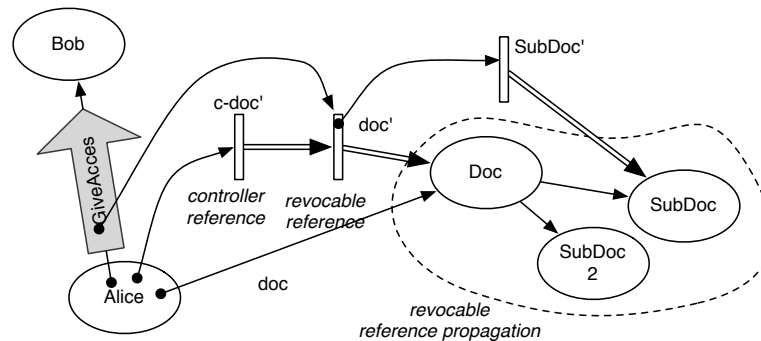 Bob
SubDoc'
c-doc'
doc'
GiveAcces
Doc
controller
reference
revocable
reference
SubDoc
SubDoc
2
Alice
doc
revocable
reference propagation